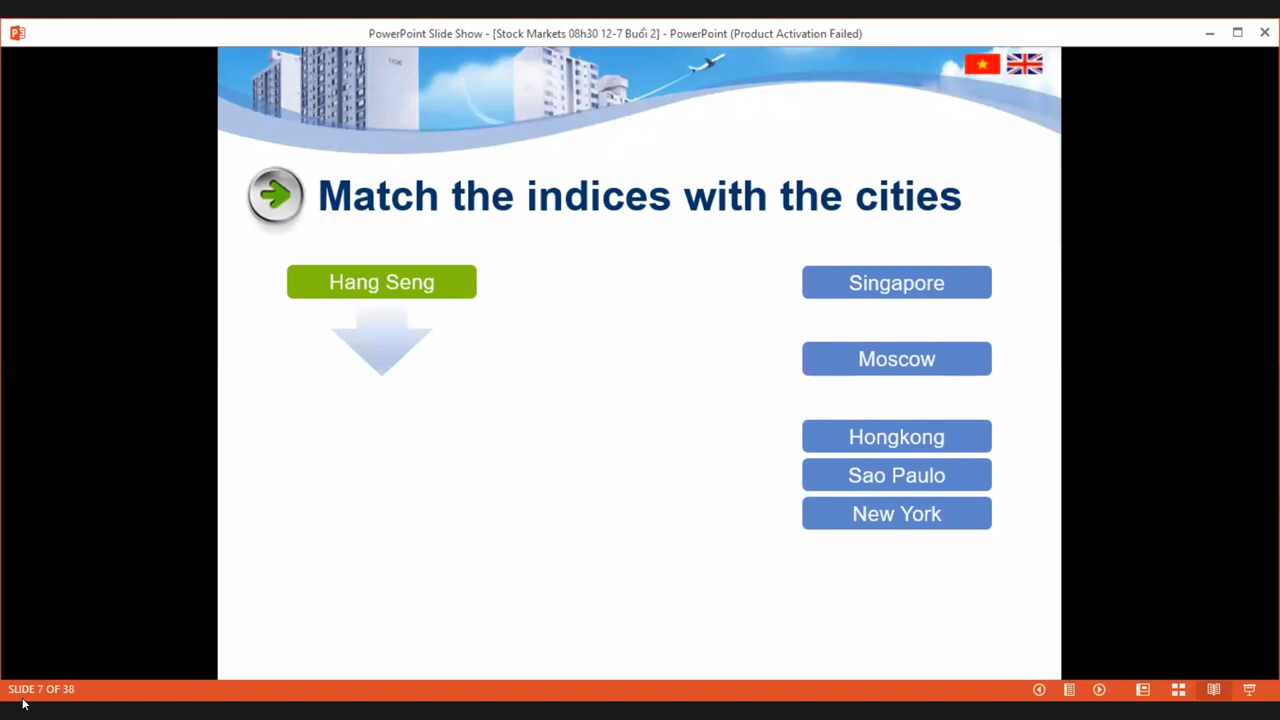 PowerPoint Slide Show - [Stock Markets 08h30 12-7 Buổi 2] - PowerPoint (Product Activation Failed)
Match the indices with the cities
Hang Seng
Singapore
Moscow
Hongkong
Sao Paulo
New York
SLIDE 7 OF 38